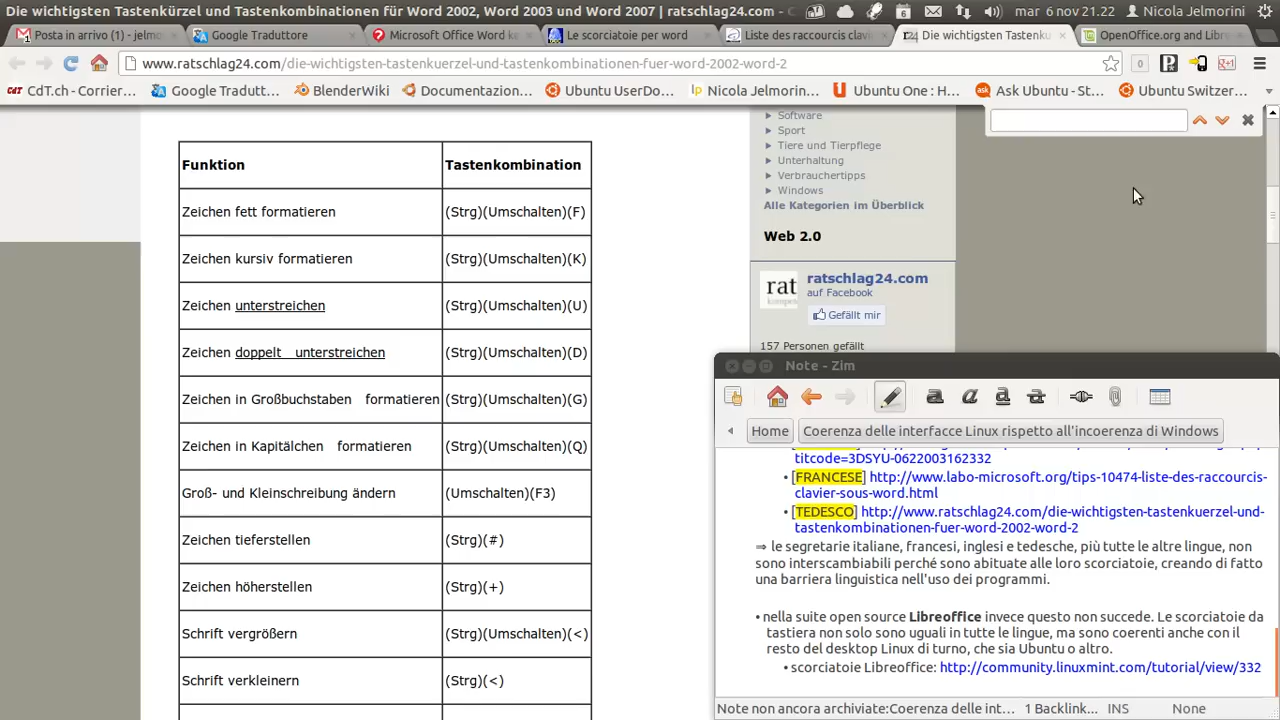 Die wichtigsten Tastenkürzel und Tastenkombinationen für Word 2002, Word 2003 und Word 2007 | ratschlag24.com - C
6
mar 6 nov 21.22
Nicola Jelmorini
Posta in arrivo (1) - jelmo
Google Traduttore
Microsoft Office Word ke
Le scorciatoie per word
Liste des raccourcis clavi
Die wichtigsten Tastenku
OpenOffice.org and Libre
www.ratschlag24.com/die-wichtigsten-tastenkuerzel-und-tastenkombinationen-fuer-word-2002-word-2
0
CdT CdT.ch - Corrier...
Google Tradutt...
BlenderWiki
Documentazion...
Ubuntu UserDo...
Nicola Jelmorin...
Ubuntu One : H...
Ask Ubuntu - St...
Ubuntu Switzer...
Funktion Tastenkombination
Zeichen fett formatieren (Strg)(Umschalten)(F)
Zeichen kursiv formatieren (Strg)(Umschalten)(K)
Zeichen unterstreichen (Strg)(Umschalten)(U)
Zeichen doppelt unterstreichen (Strg)(Umschalten)(D)
Zeichen in Großbuchstaben formatieren (Strg)(Umschalten)(G)
Zeichen in Kapitälchen formatieren (Strg)(Umschalten)(Q)
Groß- und Kleinschreibung ändern (Umschalten)(F3)
Zeichen tieferstellen (Strg)(#)
Zeichen höherstellen (Strg)(+)
Schrift vergrößern (Strg)(Umschalten)(<)
Schrift verkleinern (Strg)(<)
Software
Sport
Tiere und Tierpflege
Unterhaltung
Verbrauchertipps
Windows
Alle Kategorien im Überblick
Web 2.0
rat
ratschlag24.com
auf Facebook
Gefällt mir
157 Personen gefällt
Note - Zim
Home
Coerenza delle interfacce Linux rispetto all'incoerenza di Windows
titcode=3DSYU-0622003162332
• [FRANCESE] http://www.labo-microsoft.org/tips-10474-liste-des-raccourcis-
clavier-sous-word.html
• [TEDESCO] http://www.ratschlag24.com/die-wichtigsten-tastenkuerzel-und-
tastenkombinationen-fuer-word-2002-word-2
⇒ le segretarie italiane, francesi, inglesi e tedesche, più tutte le altre lingue, non
sono interscambiabili perché sono abituate alle loro scorciatoie, creando di fatto
una barriera linguistica nell'uso dei programmi.
• nella suite open source Libreoffice invece questo non succede. Le scorciatoie da
tastiera non solo sono uguali in tutte le lingue, ma sono coerenti anche con il
resto del desktop Linux di turno, che sia Ubuntu o altro.
• scorciatoie Libreoffice: http://community.linuxmint.com/tutorial/view/332
Note non ancora archiviate:Coerenza delle int...
1 Backlink...
INS
None